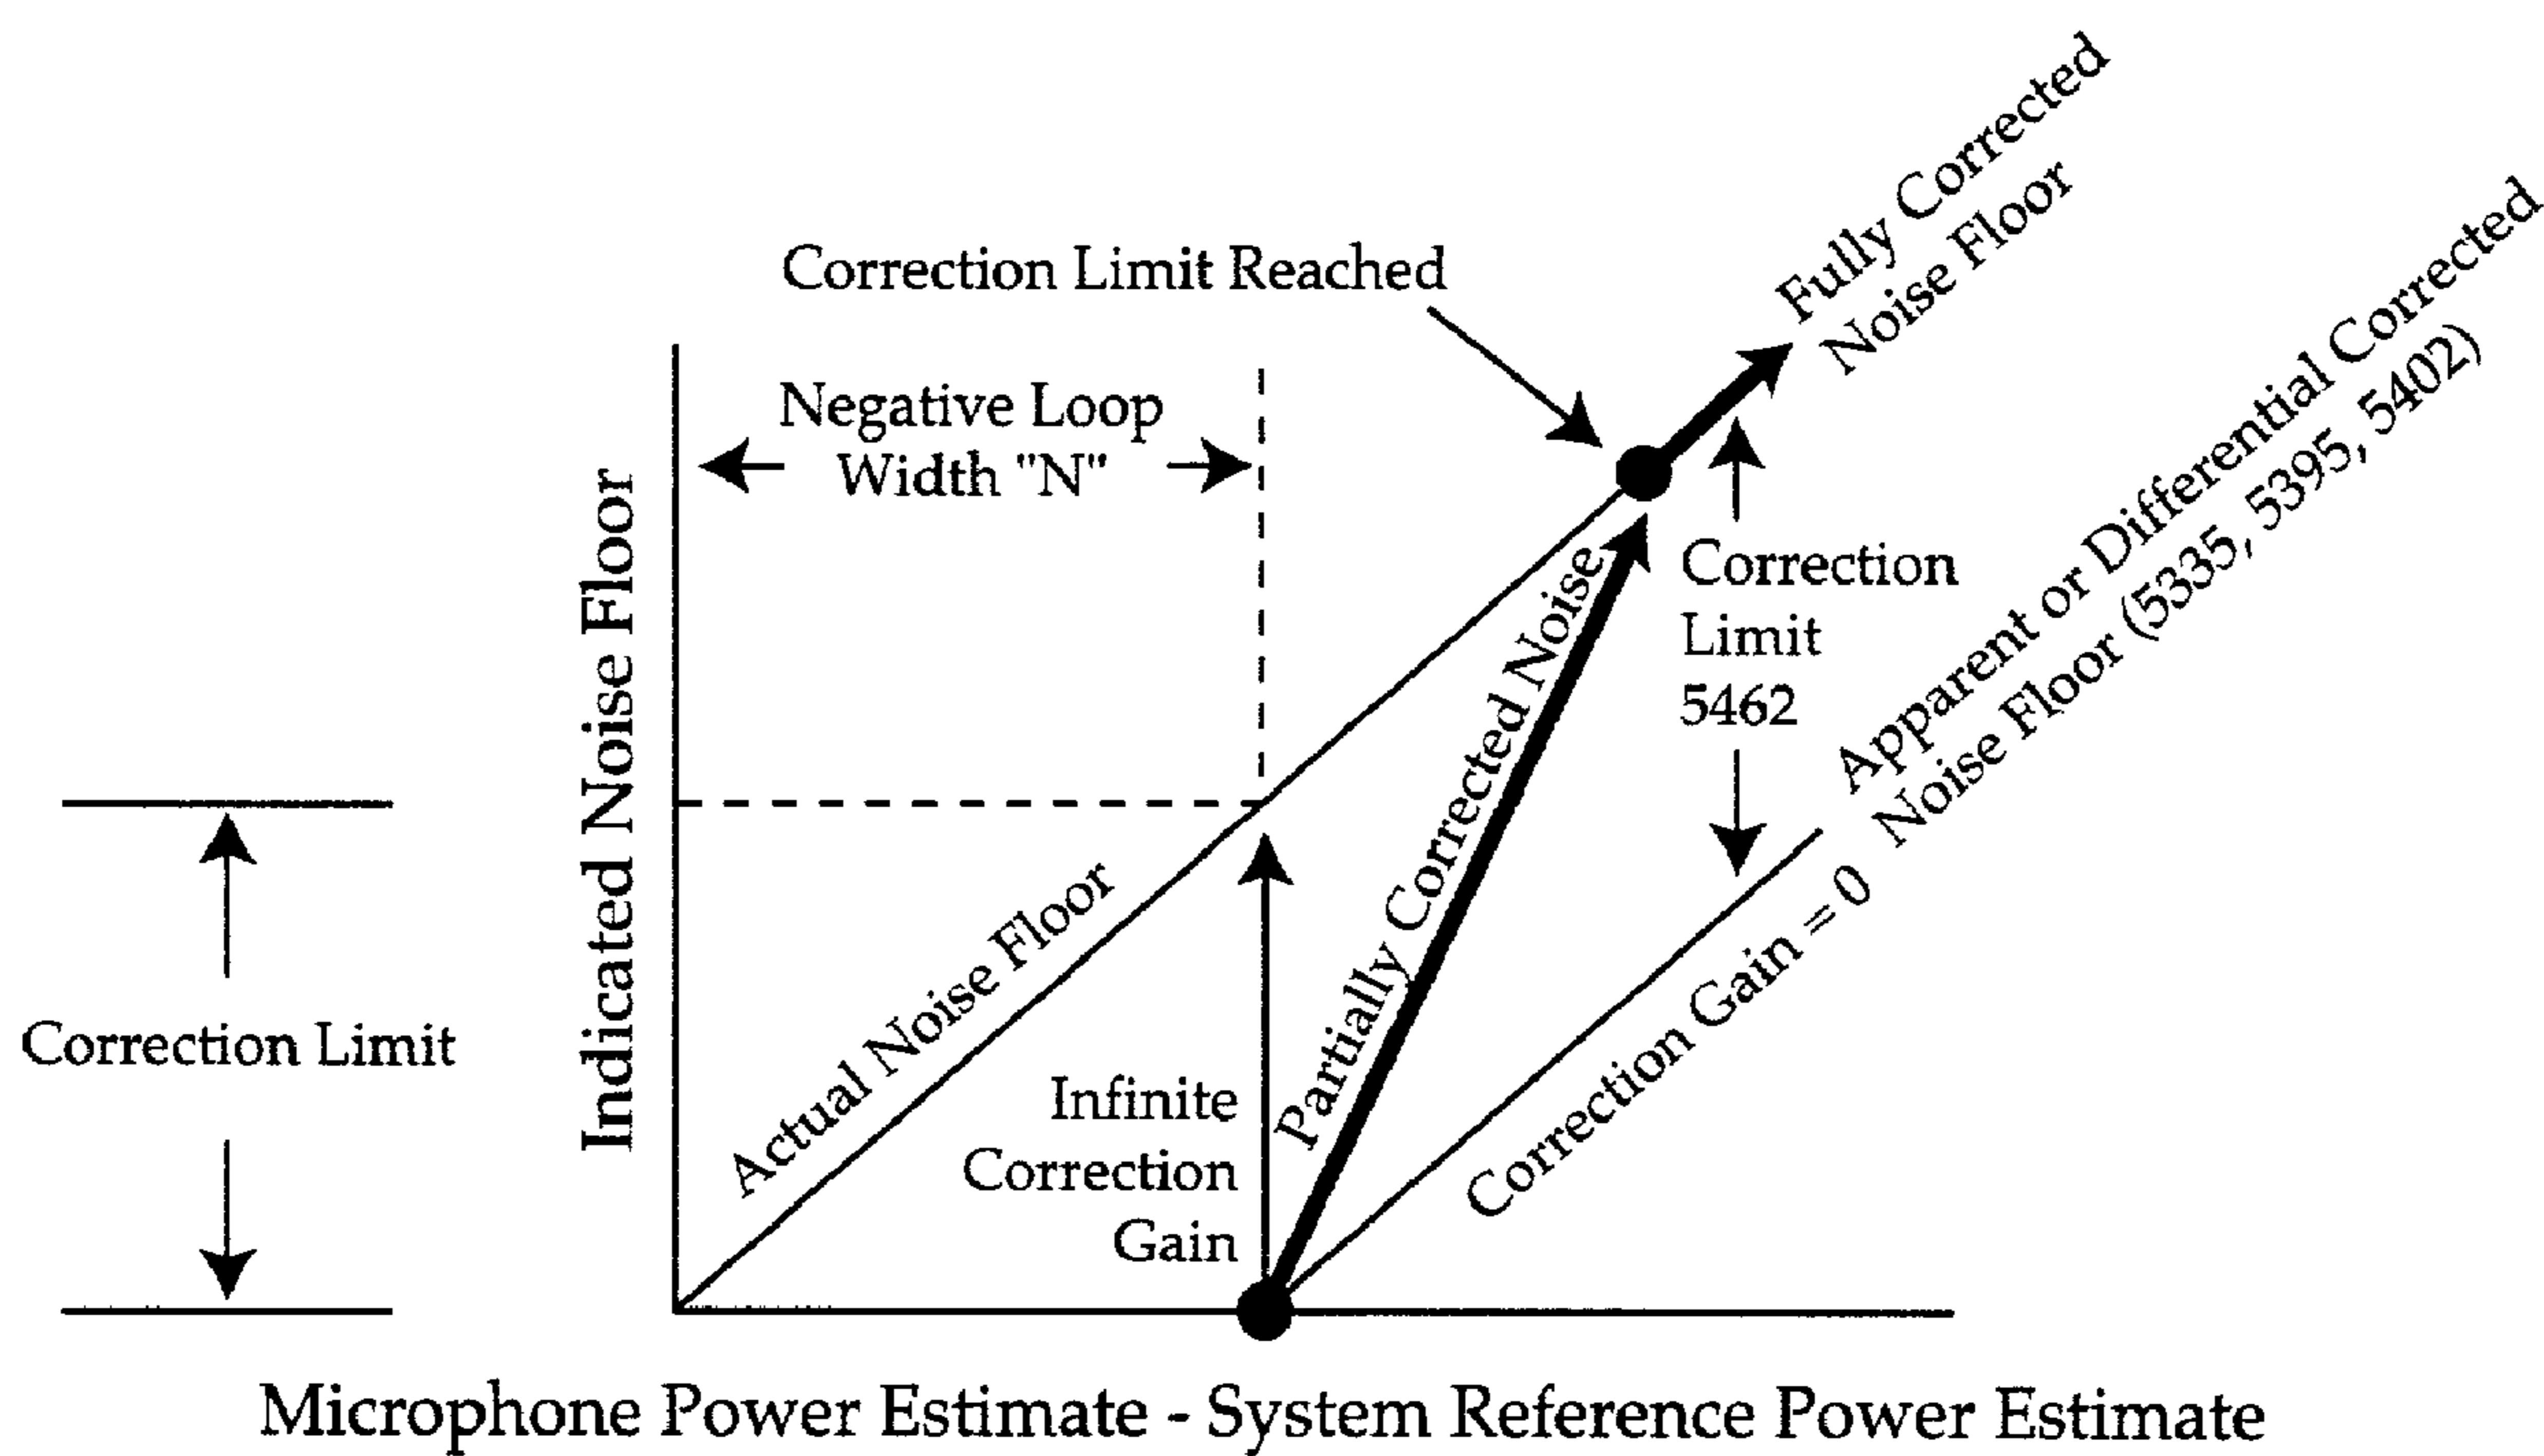 Fully Corrected
Noise Floor
Correction Limit Reached
Apparent or Differential Corrected
Noise Floor (5335, 5395, 5402)
Negative Loop
Width "N"
Indicated Noise Floor
Correction
Limit
5462
Partially Corrected Noise
Actual Noise Floor
Correction Gain = 0
Correction Limit
Infinite
Correction
Gain
Microphone Power Estimate - System Reference Power Estimate